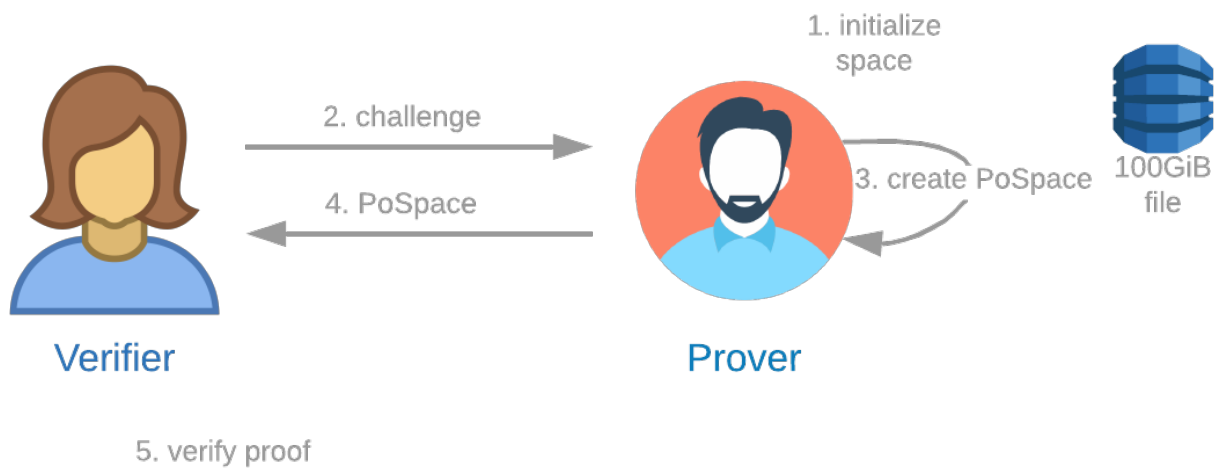 1. initialize
space
2. challenge
3. create PoSpace
100GiB
file
4. PoSpace
Verifier
Prover
5. verify proof